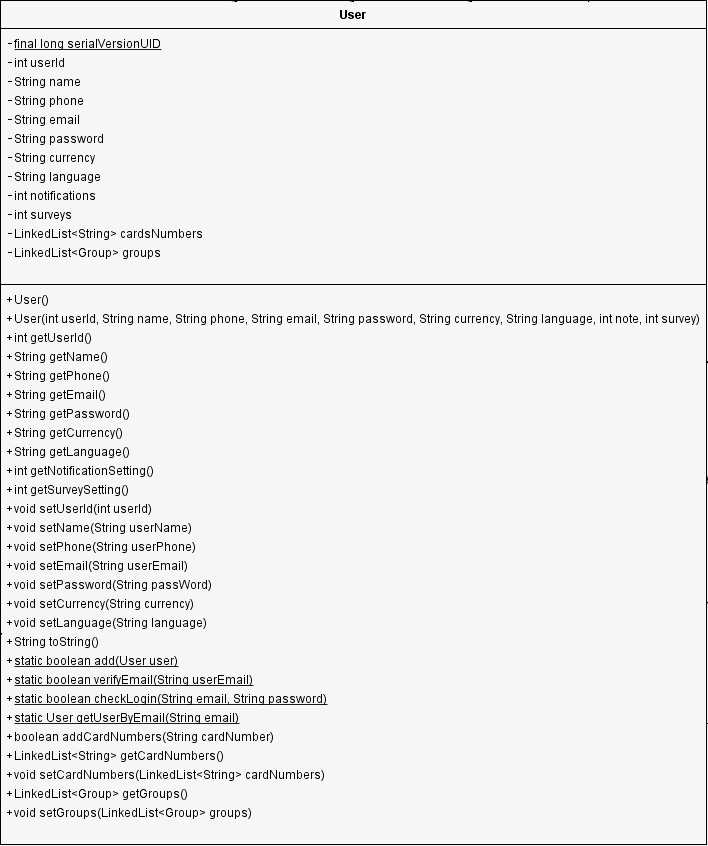 User
-final long serialVersionUID
-int userId
-String name
-String phone
-String email
-String password
-String currency
-String language
-int notifications
-int surveys
-LinkedList<String> cardsNumbers
-LinkedList<Group> groups
+User()
+User(int userId, String name, String phone, String email, String password, String currency, String language, int note, int survey)
+int getUserId()
+String getName()
+String getPhone()
+String getEmail()
+String getPassword()
+String getCurrency()
+String getLanguage()
+int getNotificationSetting()
+int getSurveySetting()
+void setUserId(int userId)
+void setName(String userName)
+void setPhone(String userPhone)
+void setEmail(String userEmail)
+void setPassword(String passWord)
+void setCurrency(String currency)
+void setLanguage(String language)
+String toString()
+static boolean add(User user)
+static boolean verifyEmail(String userEmail)
+static boolean checkLogin(String email, String password)
+static User getUserByEmail(String email)
+boolean addCardNumbers(String cardNumber)
+LinkedList<String> getCardNumbers()
+void setCardNumbers(LinkedList<String> cardNumbers)
+LinkedList<Group> getGroups()
+void setGroups(LinkedList<Group> groups)